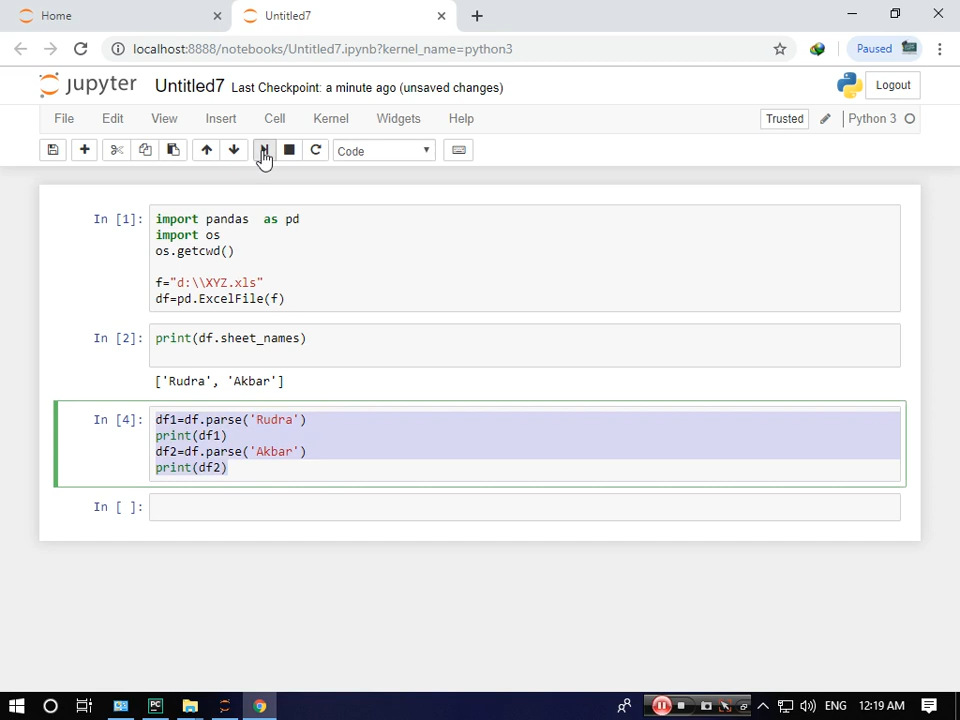 Home
Untitled7
localhost:8888/notebooks/Untitled7.ipynb?kernel_name=python3
Paused
jupyter Untitled7 Last Checkpoint: a minute ago (unsaved changes)
Logout
File Edit View Insert Cell Kernel Widgets Help
Trusted
Python 3
Code
In [1]:
import pandas  as pd
import os
os.getcwd()
f="d:\\XYZ.xls"
df=pd.ExcelFile(f)
In [2]:
print(df.sheet_names)
['Rudra', 'Akbar']
In [4]:
df1=df.parse('Rudra')
print(df1)
df2=df.parse('Akbar')
print(df2)
In [ ]:
PC
ENG
12:19 AM